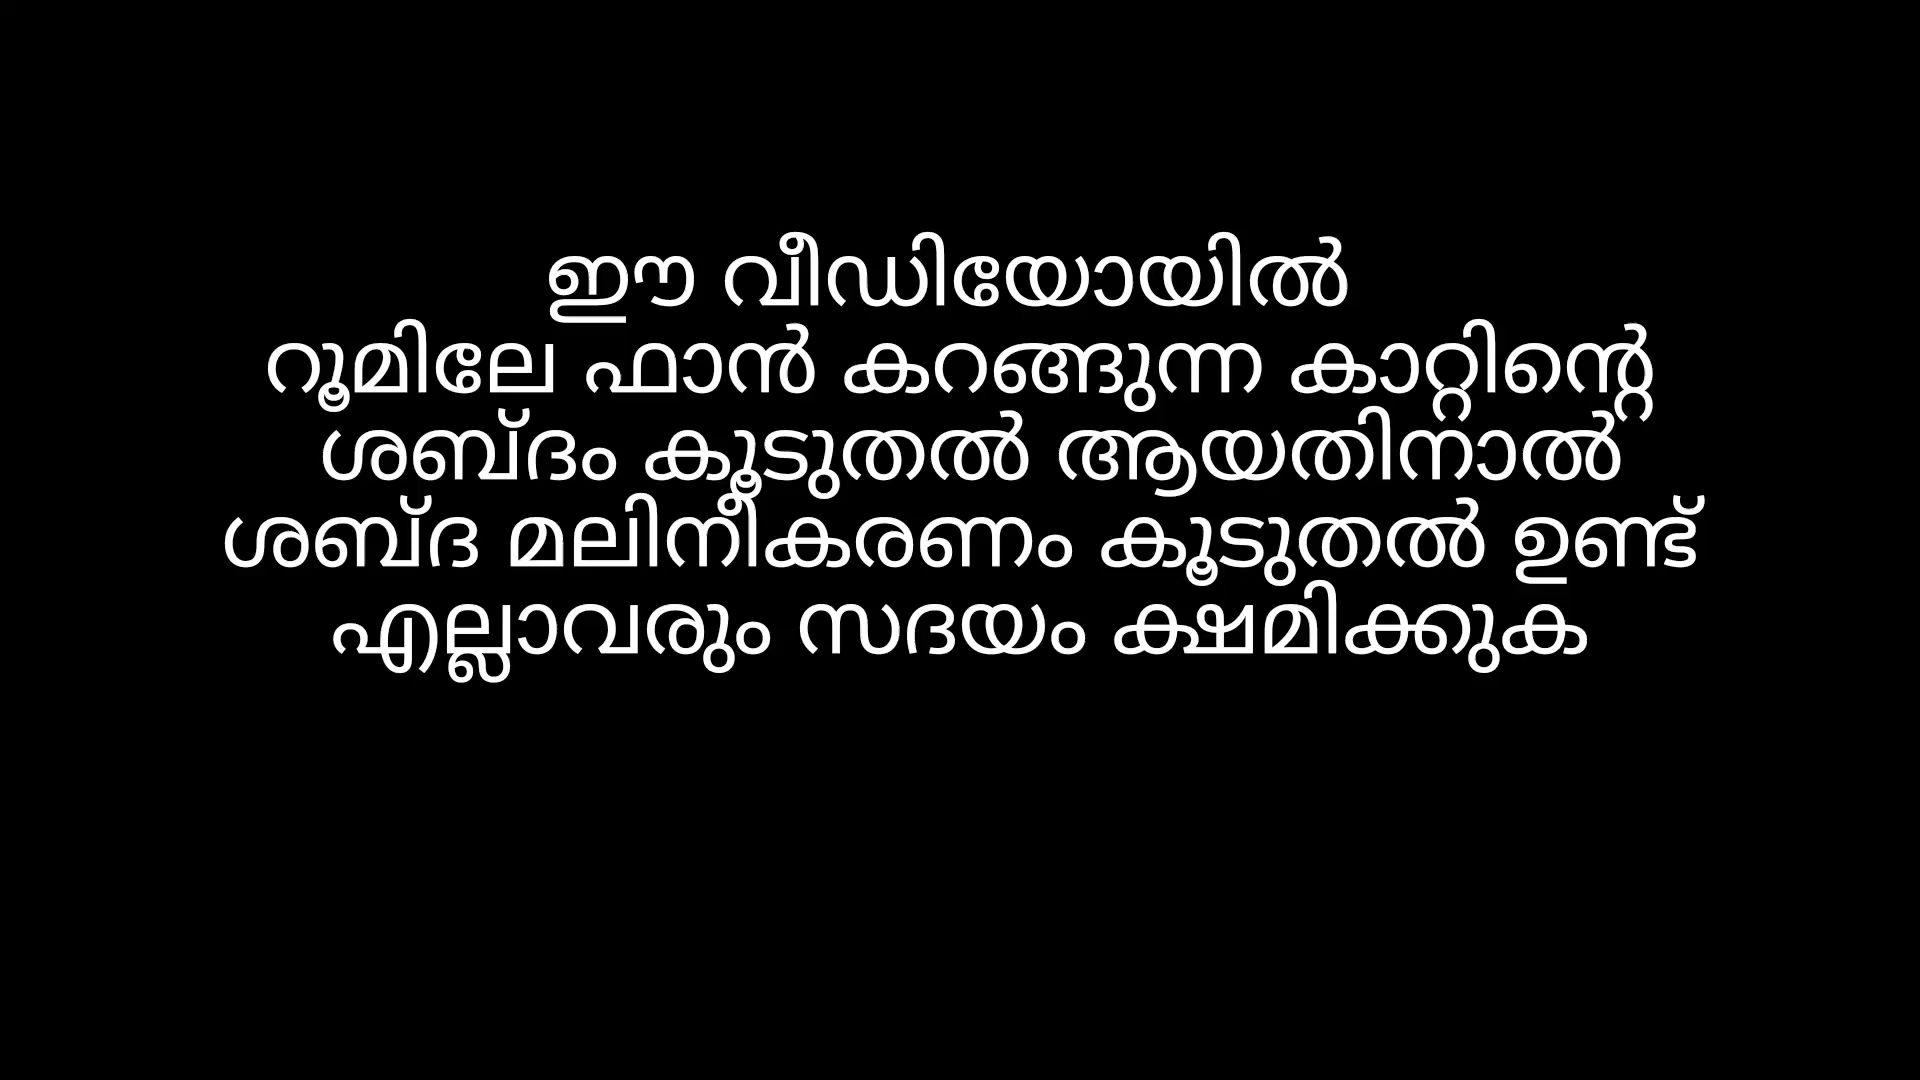 ഈ വീഡിയോയിൽ
റൂമിലേ ഫാൻ കറങ്ങുന്ന കാറ്റിന്റെ
ശബ്ദം കൂടുതൽ ആയതിനാൽ
ശബ്ദ മലിനീകരണം കൂടുതൽ ഉണ്ട്
എല്ലാവരും സദയം ക്ഷമിക്കുക